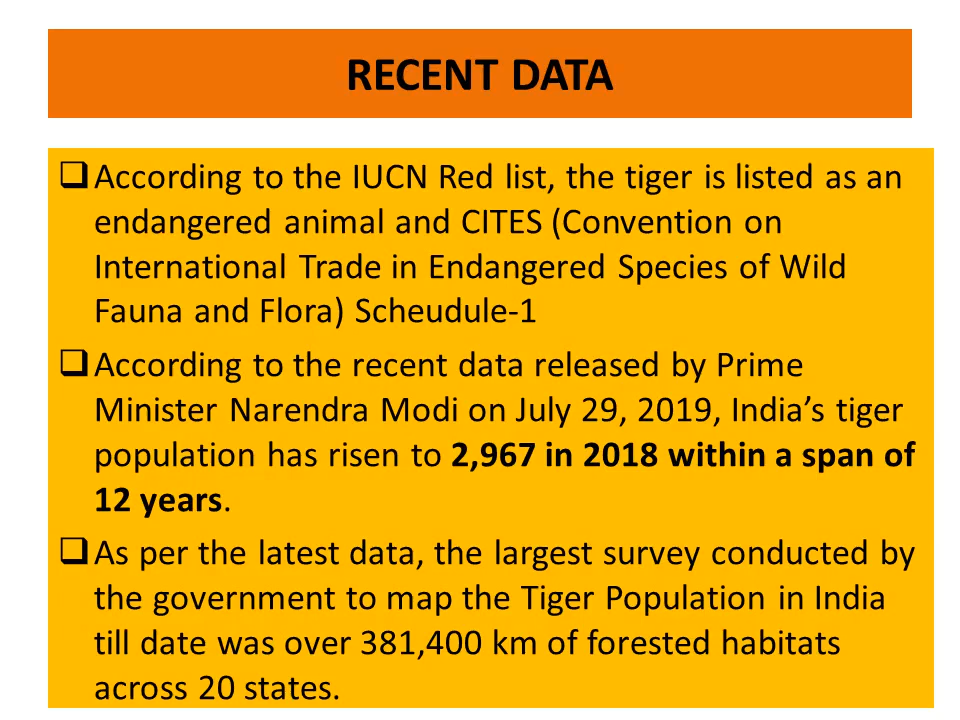 RECENT DATA
❑According to the IUCN Red list, the tiger is listed as an
endangered animal and CITES (Convention on
International Trade in Endangered Species of Wild
Fauna and Flora) Scheudule-1
❑According to the recent data released by Prime
Minister Narendra Modi on July 29, 2019, India’s tiger
population has risen to 2,967 in 2018 within a span of
12 years.
❑As per the latest data, the largest survey conducted by
the government to map the Tiger Population in India
till date was over 381,400 km of forested habitats
across 20 states.